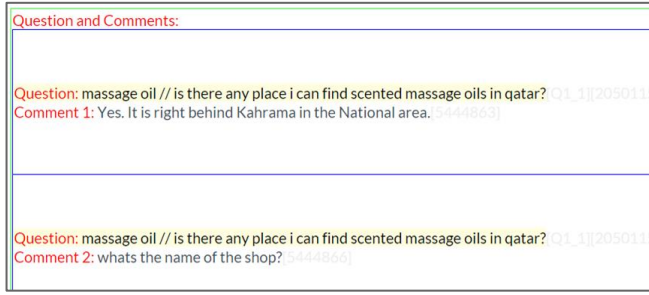 Question and Comments:
Question: massage oil // is there any place i can find scented massage oils in qatar?[Q1_1][205011
Comment 1: Yes. It is right behind Kahrama in the National area.[5444863]
Question: massage oil // is there any place i can find scented massage oils in qatar?[Q1_1][205011
Comment 2: whats the name of the shop?[5444866]